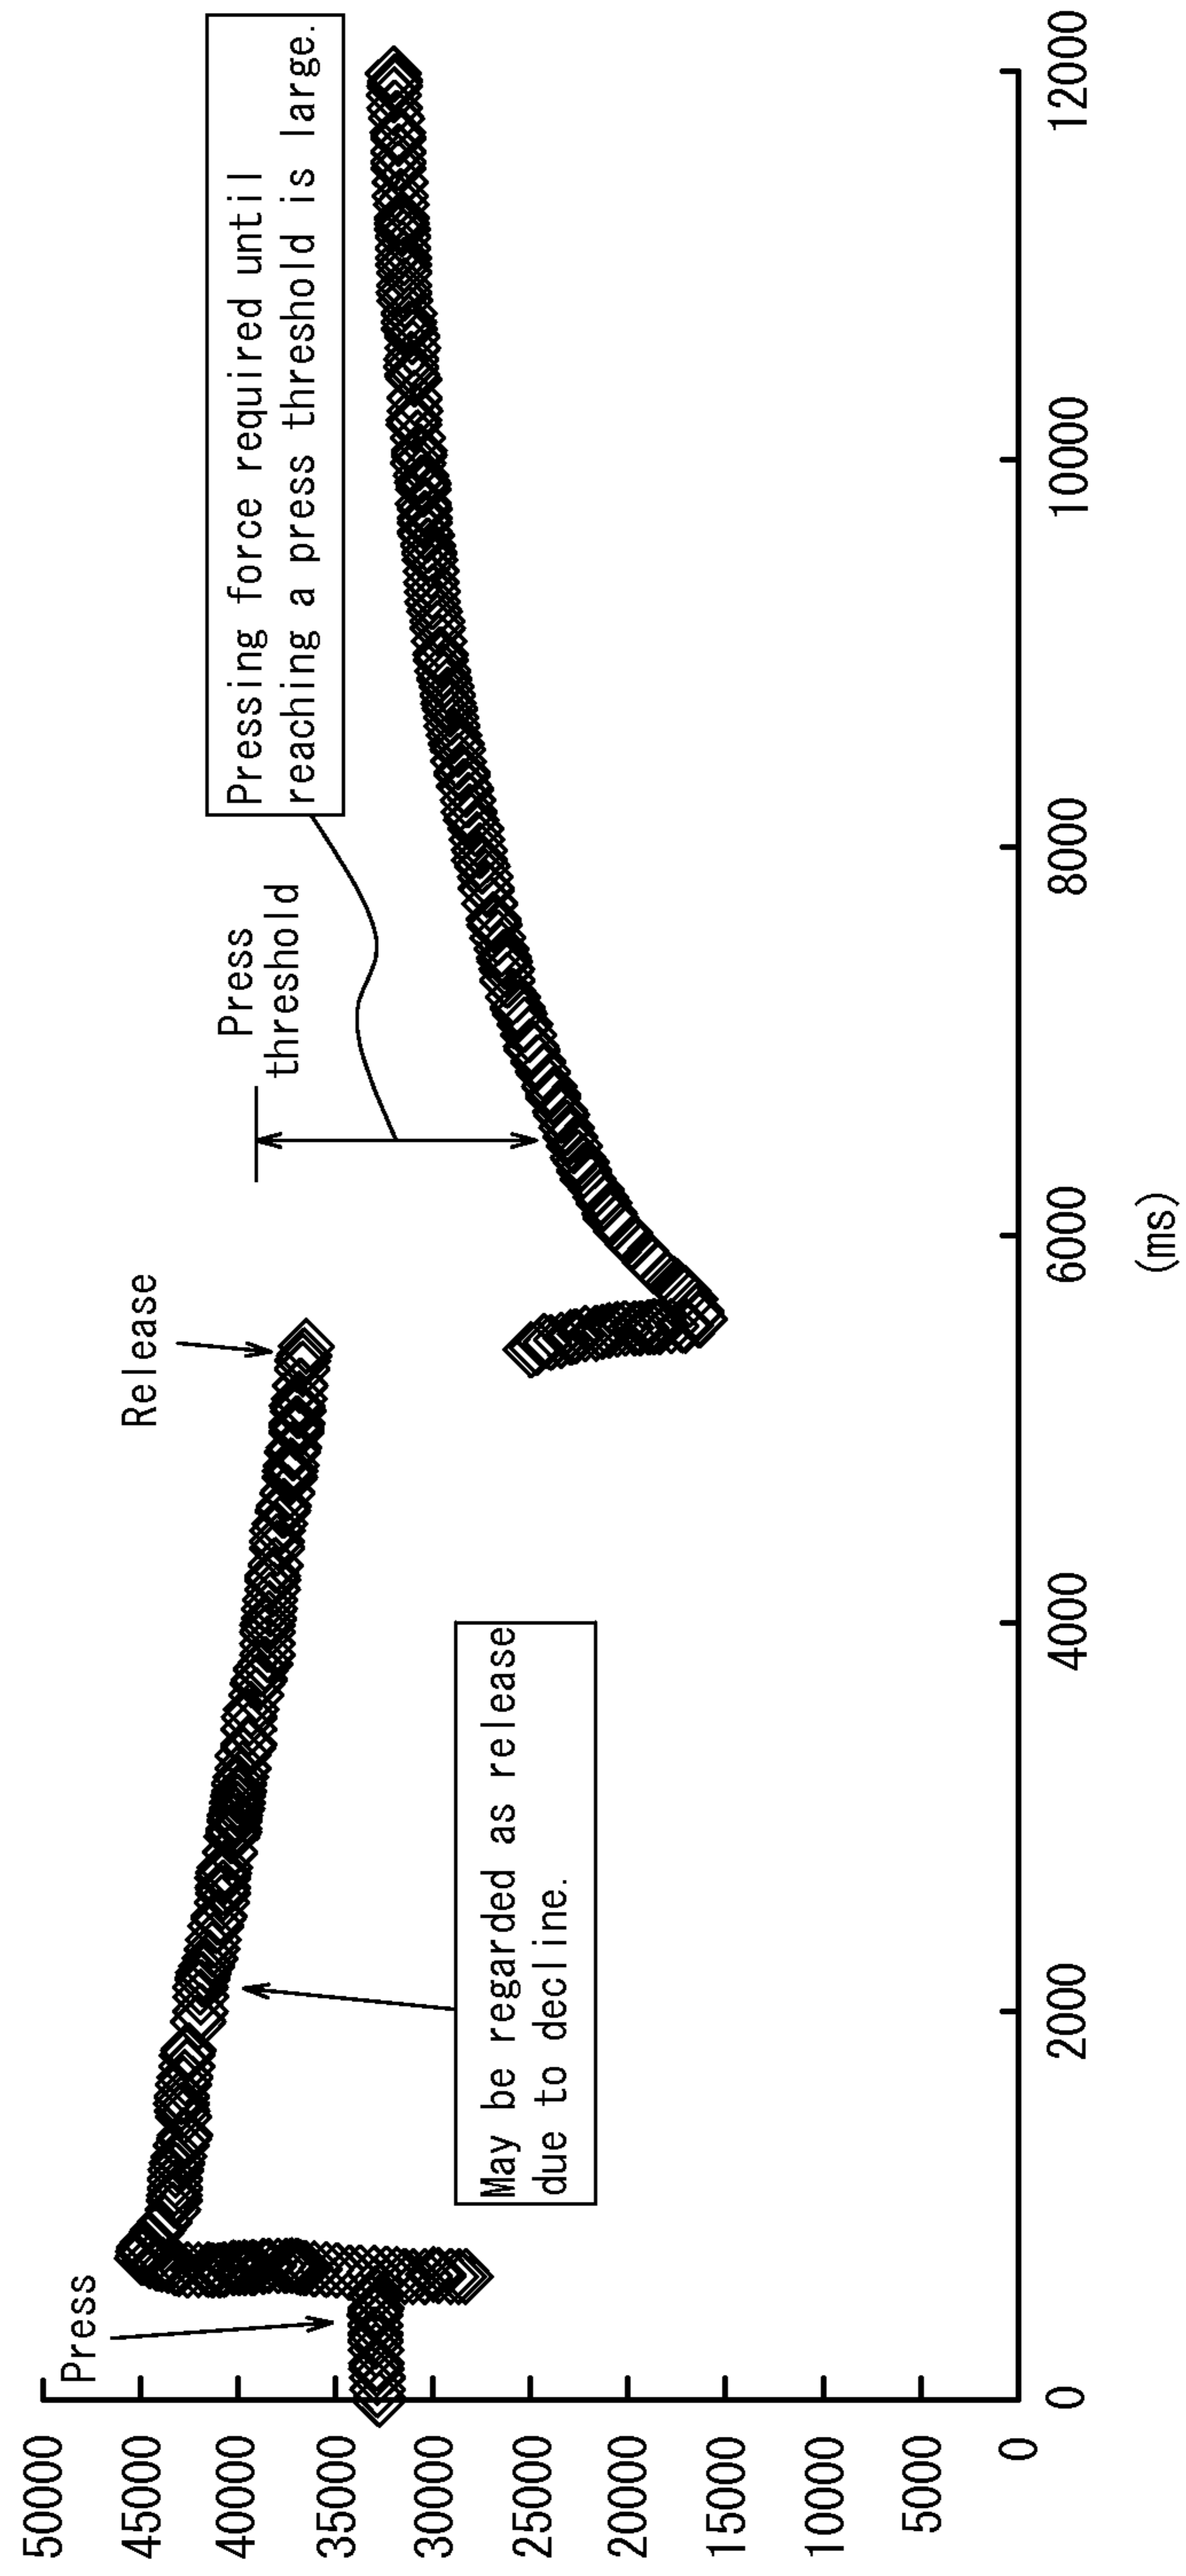 50000
45000
40000
35000
30000
25000
20000
15000
10000
5000
0
Press
Release
Press
threshold
Pressing force required until
reaching a press threshold is large.
May be regarded as release
due to decline.
0
2000
4000
6000
8000
10000
12000
(ms)